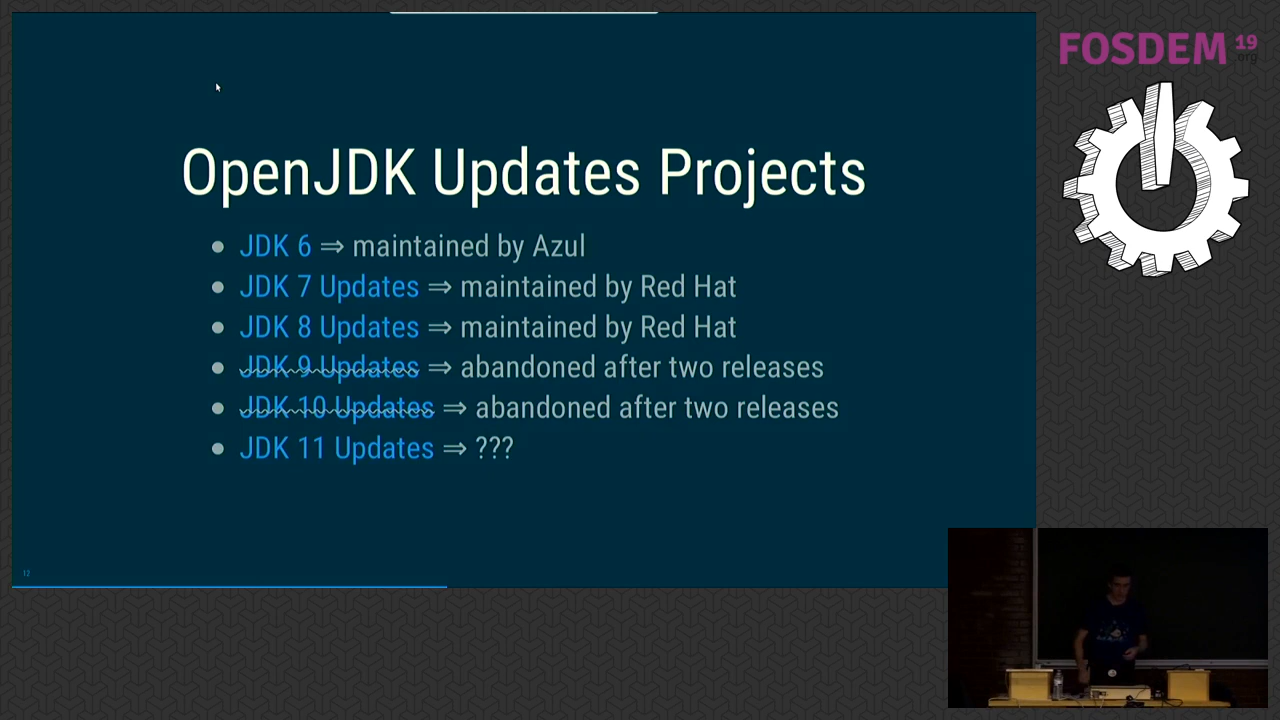 FOSDEM 19
.org
OpenJDK Updates Projects
JDK 6 ⇒ maintained by Azul
JDK 7 Updates ⇒ maintained by Red Hat
JDK 8 Updates ⇒ maintained by Red Hat
JDK 9 Updates ⇒ abandoned after two releases
JDK 10 Updates ⇒ abandoned after two releases
JDK 11 Updates ⇒ ???
12